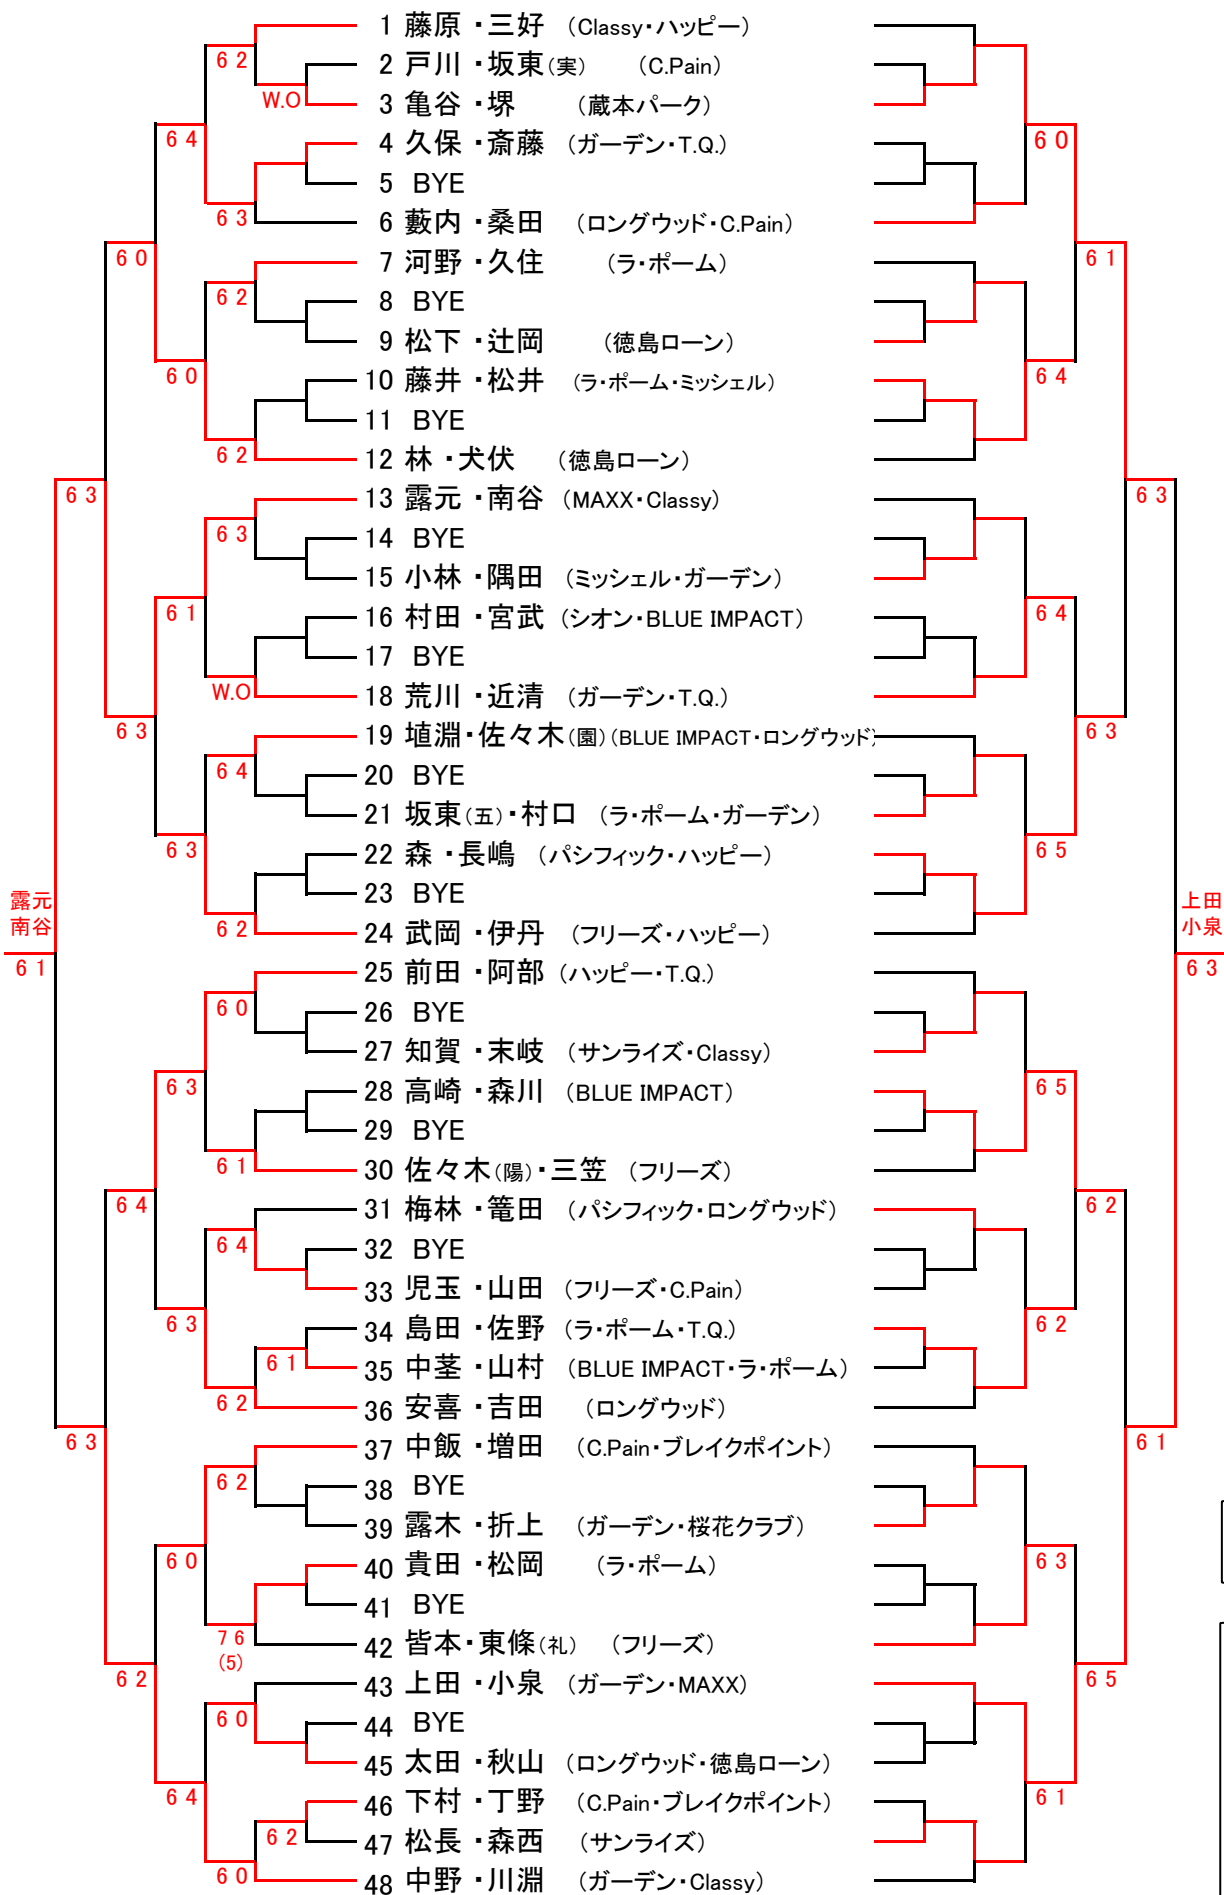 1 藤原 ・三好 （Classy・ハッピー）
6 2
2 戸川 ・坂東(実) （C.Pain）
W.O
3 亀谷 ・堺 （蔵本パーク）
6 4
6 0
4 久保 ・斎藤 （ガーデン・T.Q.）
5 BYE
6 3
6 藪内 ・桑田 （ロングウッド・C.Pain）
6 0
6 1
7 河野 ・久住 （ラ・ポーム）
6 2
8 BYE
9 松下 ・辻岡 （徳島ローン）
6 0
6 4
10 藤井 ・松井 （ラ・ポーム・ミッシェル）
11 BYE
6 2
12 林 ・犬伏 （徳島ローン）
6 3
6 3
13 露元 ・南谷 （MAXX・Classy）
6 3
14 BYE
15 小林 ・隅田 （ミッシェル・ガーデン）
6 1
6 4
16 村田 ・宮武 （シオン・BLUE IMPACT）
17 BYE
W.O
18 荒川 ・近清 （ガーデン・T.Q.）
6 3
6 3
19 埴淵・佐々木(園) (BLUE IMPACT・ロングウッド)
6 4
20 BYE
21 坂東(五)・村口 （ラ・ポーム・ガーデン）
6 3
6 5
22 森 ・長嶋 （パシフィック・ハッピー）
23 BYE
露元
南谷
上田
小泉
6 2
24 武岡 ・伊丹 （フリーズ・ハッピー）
6 1
6 3
25 前田 ・阿部 （ハッピー・T.Q.）
6 0
26 BYE
27 知賀 ・末岐 （サンライズ・Classy）
6 3
6 5
28 高崎 ・森川 （BLUE IMPACT）
29 BYE
6 1
30 佐々木(陽)・三笠 （フリーズ）
6 4
6 2
31 梅林 ・篭田 （パシフィック・ロングウッド）
6 4
32 BYE
33 児玉 ・山田 （フリーズ・C.Pain）
6 3
6 2
34 島田 ・佐野 （ラ・ポーム・T.Q.）
6 1
35 中茎 ・山村 （BLUE IMPACT・ラ・ポーム）
6 2
36 安喜 ・吉田 （ロングウッド）
6 3
6 1
37 中飯 ・増田 （C.Pain・ブレイクポイント）
6 2
38 BYE
39 露木 ・折上 （ガーデン・桜花クラブ）
6 0
6 3
40 貴田 ・松岡 （ラ・ポーム）
41 BYE
7 6
(5)
42 皆本・東條(礼) （フリーズ）
6 2
6 5
43 上田 ・小泉 （ガーデン・MAXX）
6 0
44 BYE
45 太田 ・秋山 （ロングウッド・徳島ローン）
6 4
6 1
46 下村 ・丁野 （C.Pain・ブレイクポイント）
6 2
47 松長 ・森西 （サンライズ）
6 0
48 中野 ・川淵 （ガーデン・Classy）